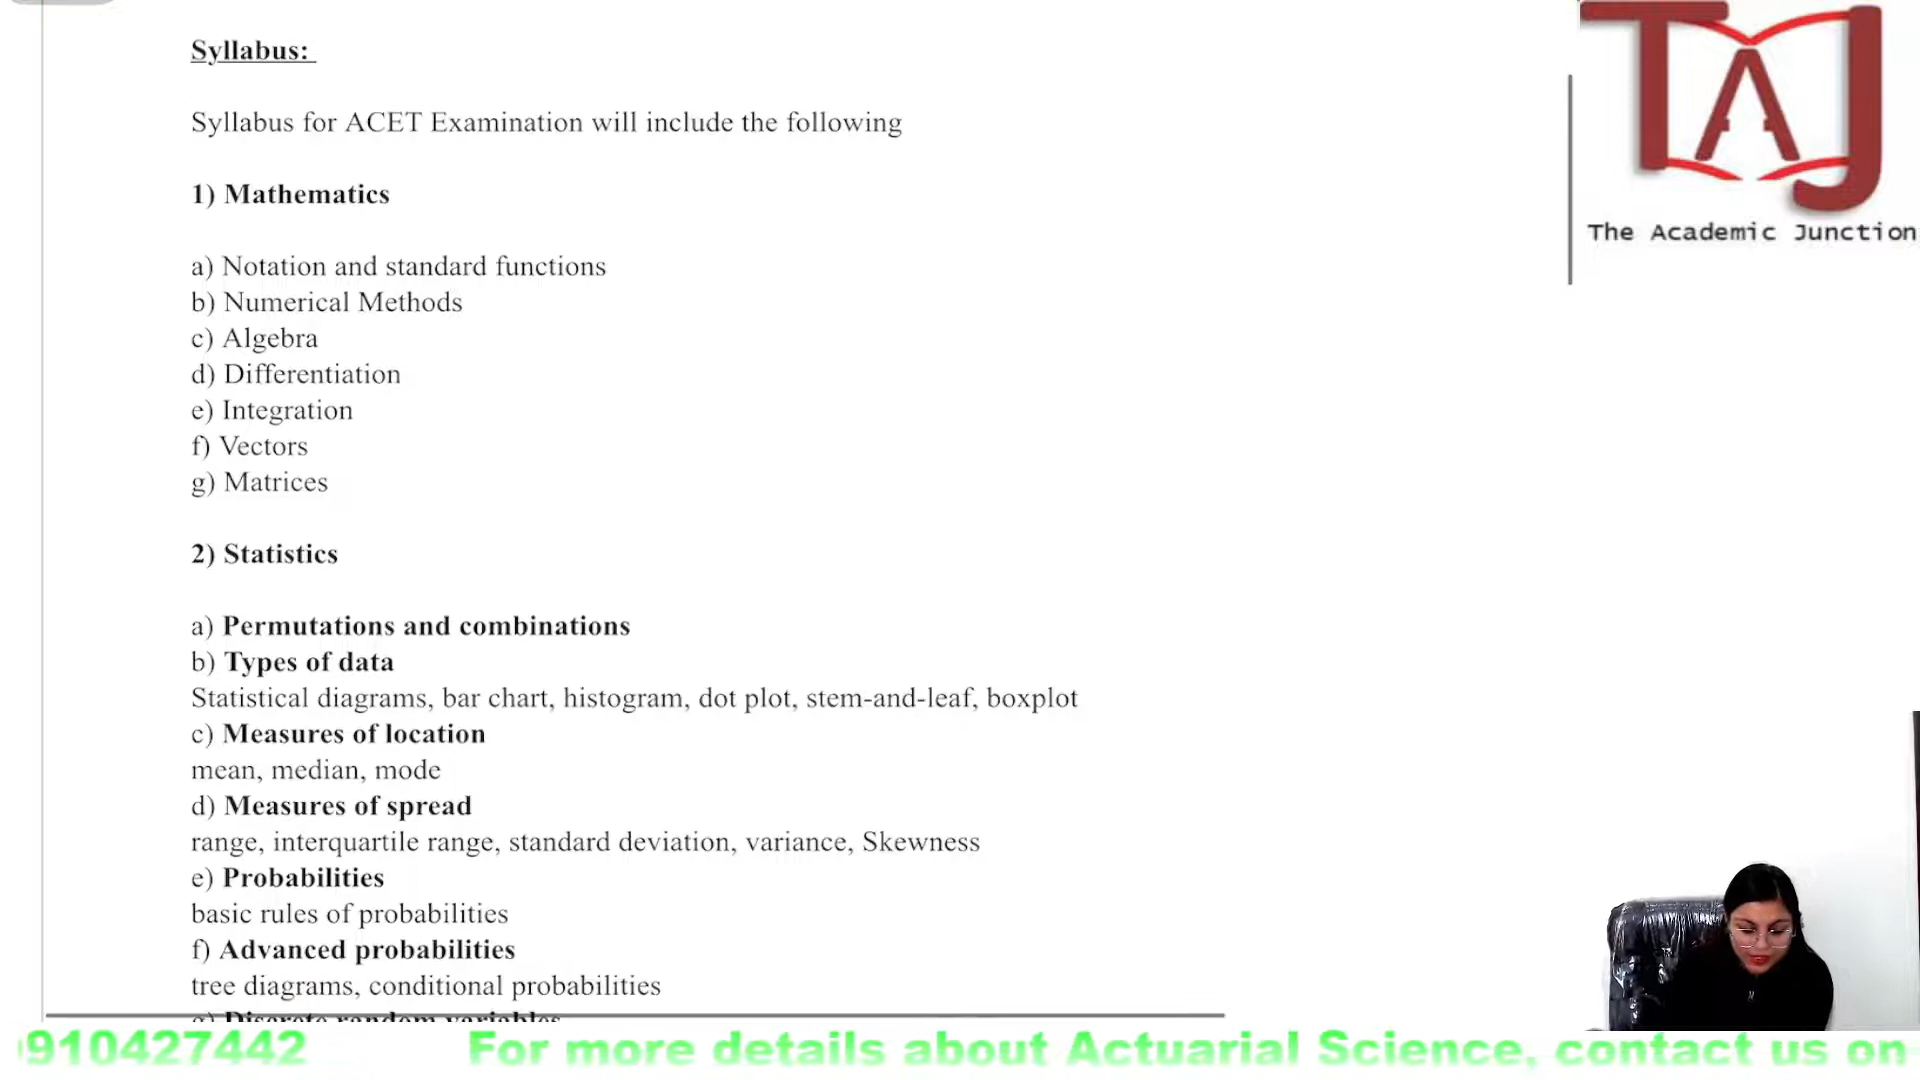 Syllabus:
Syllabus for ACET Examination will include the following
1) Mathematics
a) Notation and standard functions
b) Numerical Methods
c) Algebra
d) Differentiation
e) Integration
f) Vectors
g) Matrices
2) Statistics
a) Permutations and combinations
b) Types of data
Statistical diagrams, bar chart, histogram, dot plot, stem-and-leaf, boxplot
c) Measures of location
mean, median, mode
d) Measures of spread
range, interquartile range, standard deviation, variance, Skewness
e) Probabilities
basic rules of probabilities
f) Advanced probabilities
tree diagrams, conditional probabilities
g) Discrete random variables
TAJ
The Academic Junction
910427442 For more details about Actuarial Science, contact us on